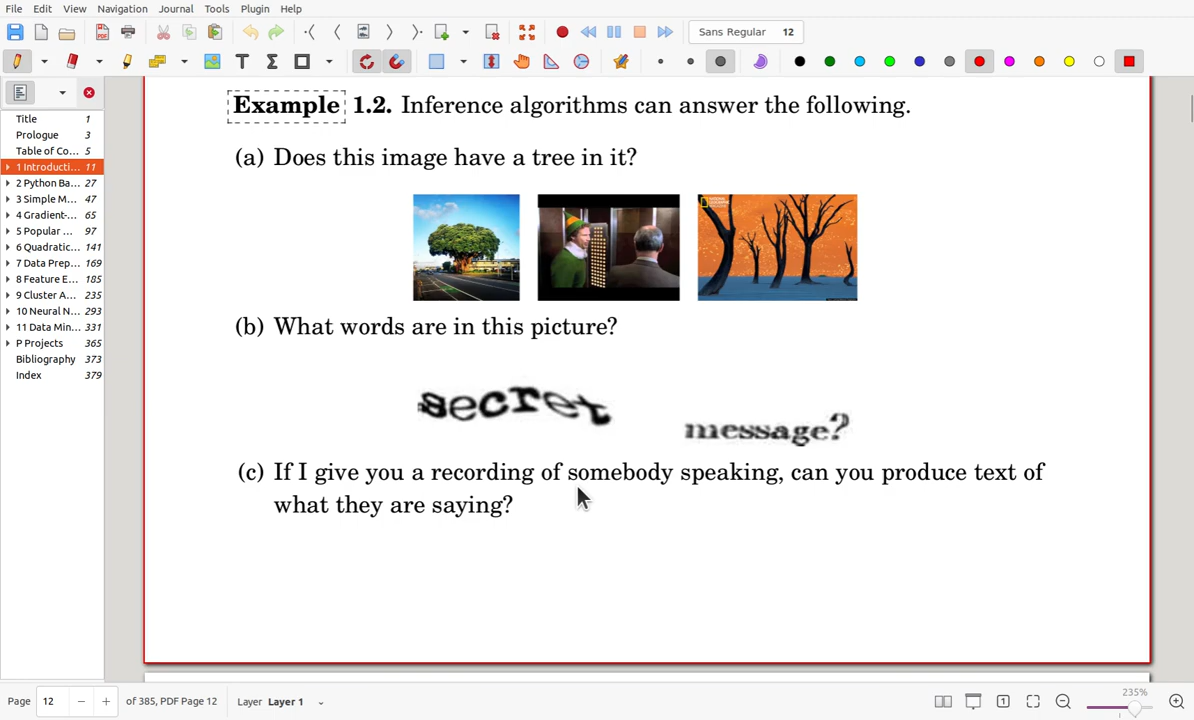 File Edit View Navigation Journal Tools Plugin Help
Sans Regular 12
Title 1
Prologue 3
Table of Co... 5
1 Introducti... 11
2 Python Ba... 27
3 Simple M... 47
4 Gradient-... 65
5 Popular ... 97
6 Quadratic... 141
7 Data Prep... 169
8 Feature E... 185
9 Cluster A... 235
10 Neural N... 293
11 Data Min... 331
P Projects 365
Bibliography 373
Index 379
Example 1.2. Inference algorithms can answer the following.
(a) Does this image have a tree in it?
(b) What words are in this picture?
secret
message?
(c) If I give you a recording of somebody speaking, can you produce text of
what they are saying?
235%
Page 12 of 385, PDF Page 12 Layer Layer 1